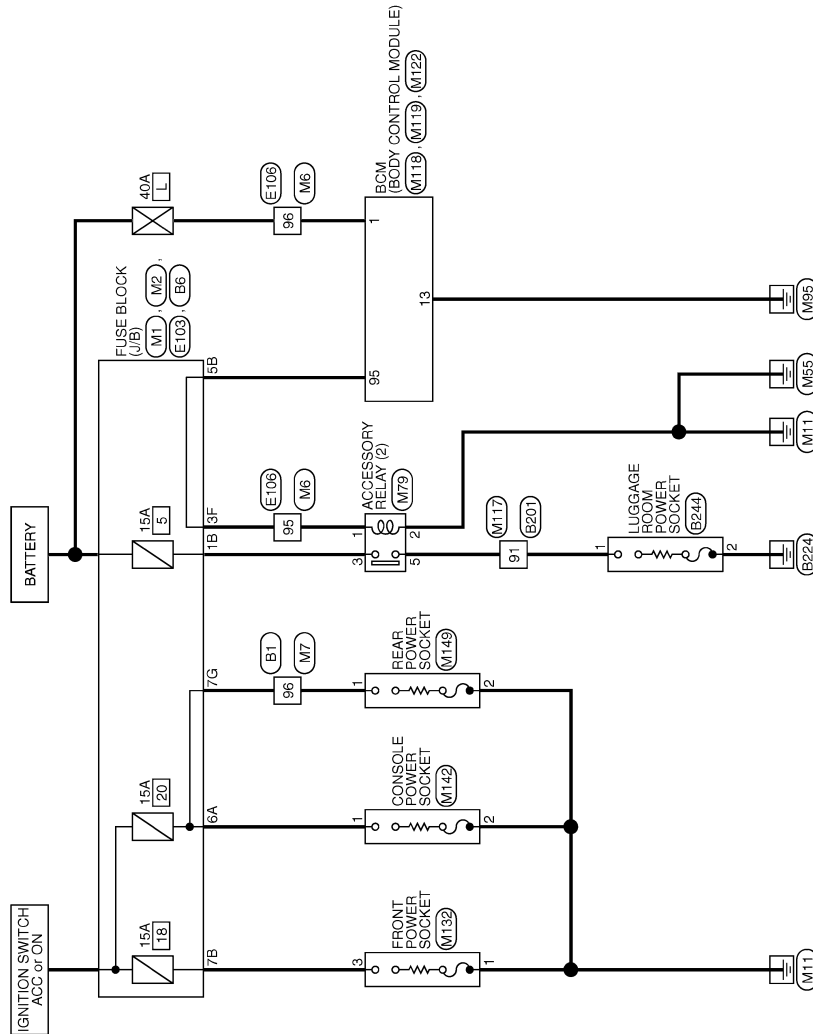 IGNITION SWITCH
ACC or ON
BATTERY
15A
18
15A
20
15A
5
40A
L
FUSE BLOCK
(J/B)
M1 , M2 ,
E103 , B6
7B
6A
7G
1B
3F
5B
96
B1
M7
95
E106
M6
96
E106
M6
3
FRONT
POWER
SOCKET
M132
1
1
CONSOLE
POWER
SOCKET
M142
2
1
REAR
POWER
SOCKET
M149
2
3
1
ACCESSORY
RELAY (2)
M79
5
2
95
1
13
BCM
(BODY CONTROL MODULE)
M118 , M119 , M122
91
M117
B201
1
LUGGAGE
ROOM
POWER
SOCKET
B244
2
M11
B224
M11
M55
M95